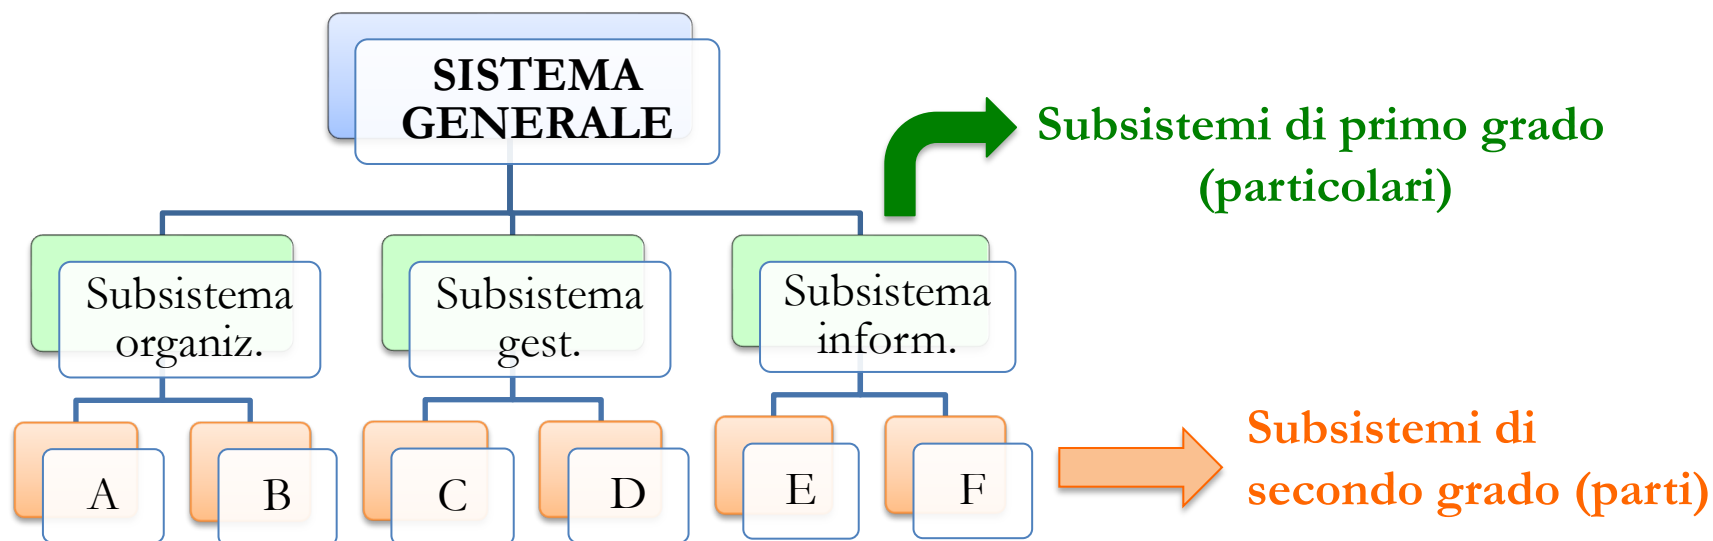 SISTEMA
GENERALE
Subsistemi di primo grado
(particolari)
Subsistema
organiz.
Subsistema
gest.
Subsistema
inform.
A
B
C
D
E
F
Subsistemi di
secondo grado (parti)